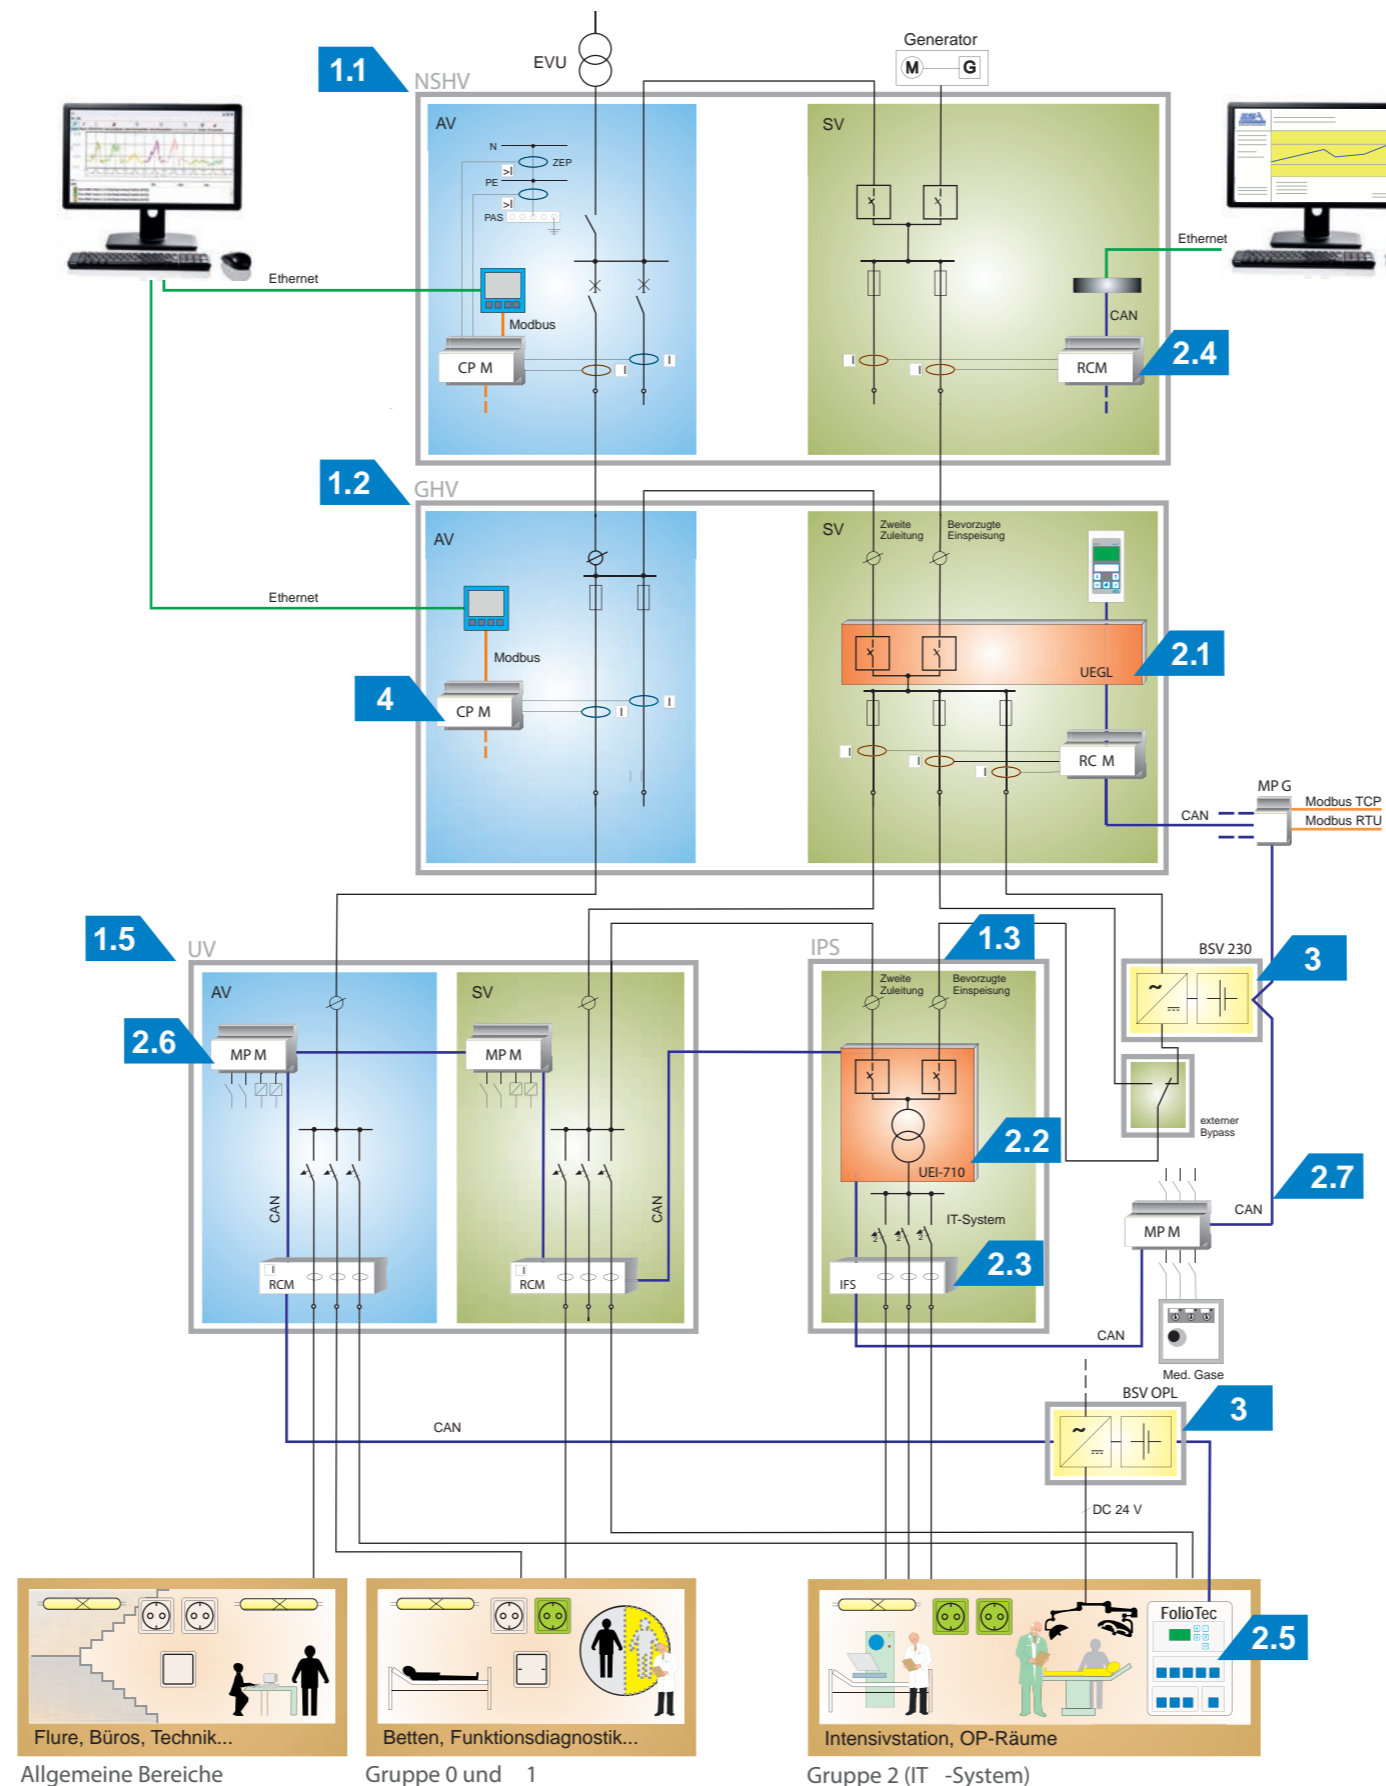 EVU
Generator
M
G
1.1
NSHV
AV
N
ZEP
>I
PE
>I
PAS
Ethernet
Modbus
CP M
I
I
SV
Ethernet
CAN
I
I
RCM
2.4
1.2
GHV
AV
Ethernet
Modbus
4
CP M
I
I
SV
Zweite
Zuleitung
Bevorzugte
Einspeisung
UEGL
2.1
I
I
I
RC M
CAN
MP G
Modbus TCP
Modbus RTU
1.5
UV
AV
2.6
MP M
CAN
I
RCM
SV
MP M
CAN
I
RCM
IPS
1.3
Zweite
Zuleitung
Bevorzugte
Einspeisung
2.2
UEI-710
IT-System
2
2
2
2.3
IFS
CAN
BSV 230
3
externer
Bypass
2.7
CAN
MP M
Med. Gase
BSV OPL
3
CAN
DC 24 V
Flure, Büros, Technik...
Allgemeine Bereiche
Betten, Funktionsdiagnostik...
Gruppe 0 und 1
FolioTec
2.5
Intensivstation, OP-Räume
Gruppe 2 (IT -System)